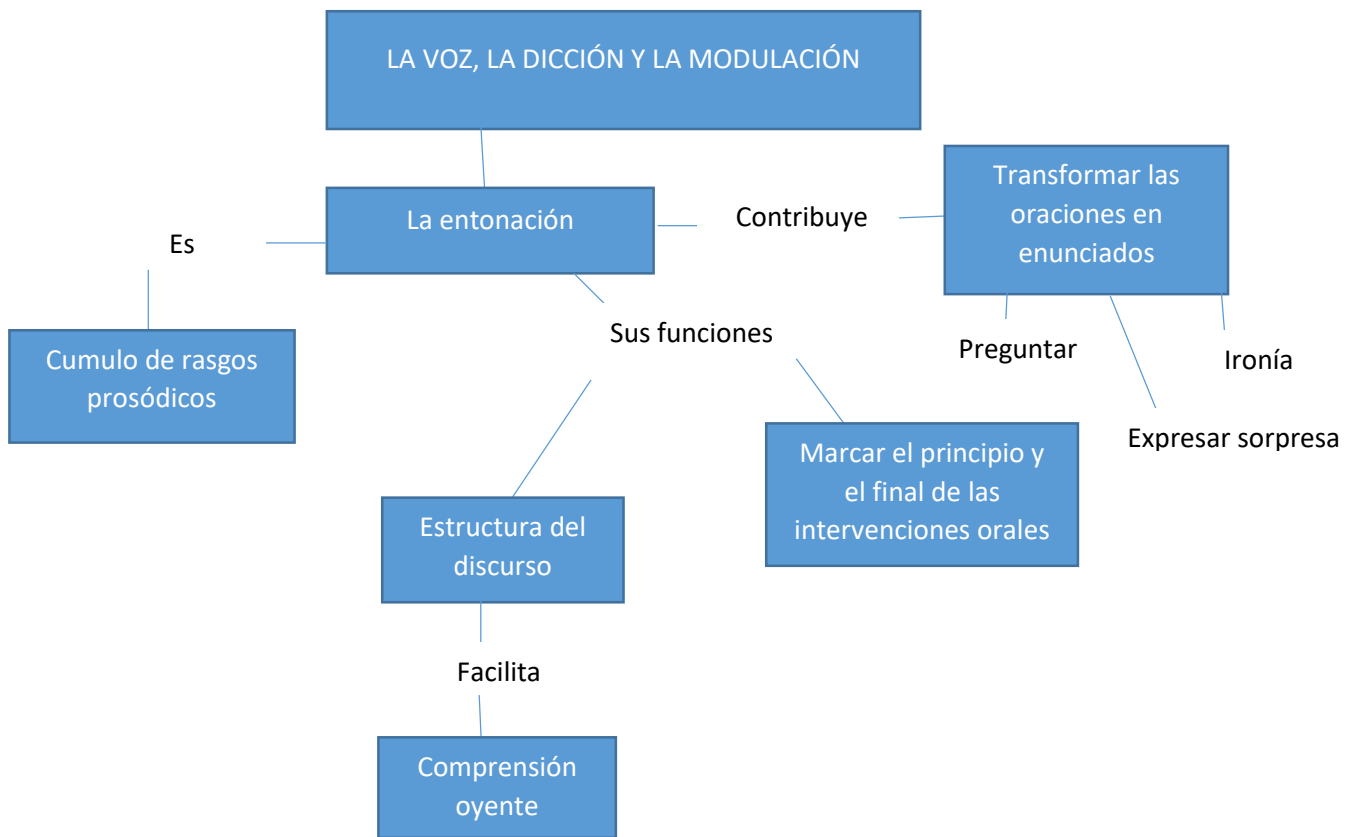 LA VOZ, LA DICCIÓN Y LA MODULACIÓN
Transformar las
oraciones en
enunciados
La entonación
Contribuye
Es
Sus funciones
Preguntar
Ironía
Cumulo de rasgos
prosódicos
Expresar sorpresa
Marcar el principio y
el final de las
intervenciones orales
Estructura del
discurso
Facilita
Comprensión
oyente